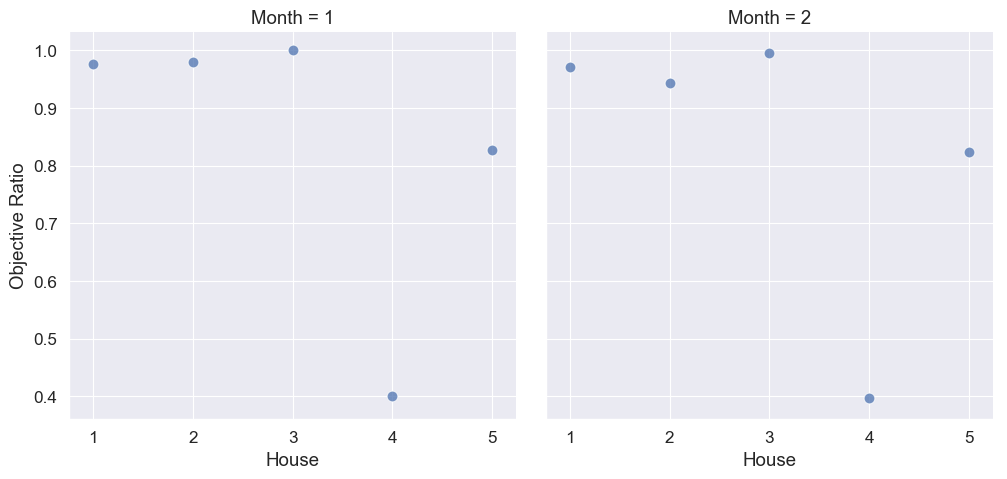 Month = 1
Month = 2
Objective Ratio
1.0
0.9
0.8
0.7
0.6
0.5
0.4
1 2 3 4 5
1 2 3 4 5
House
House